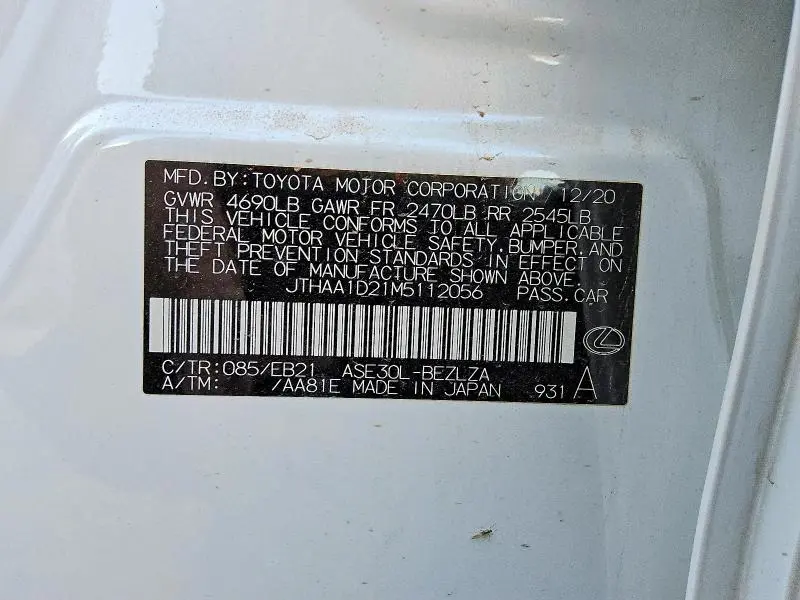 MFD. BY: TOYOTA MOTOR CORPORATION 12/20
GVWR 4690LB GAWR FR 2470LB RR 2545LB
THIS VEHICLE CONFORMS TO ALL APPLICABLE
FEDERAL MOTOR VEHICLE SAFETY, BUMPER, AND
THEFT PREVENTION STANDARDS IN EFFECT ON
THE DATE OF MANUFACTURE SHOWN ABOVE.
JTHAA1D21M5112056 PASS. CAR
C/TR: 085/EB21 ASE30L-BEZLZA
A/TM: /AA81E MADE IN JAPAN 931 A